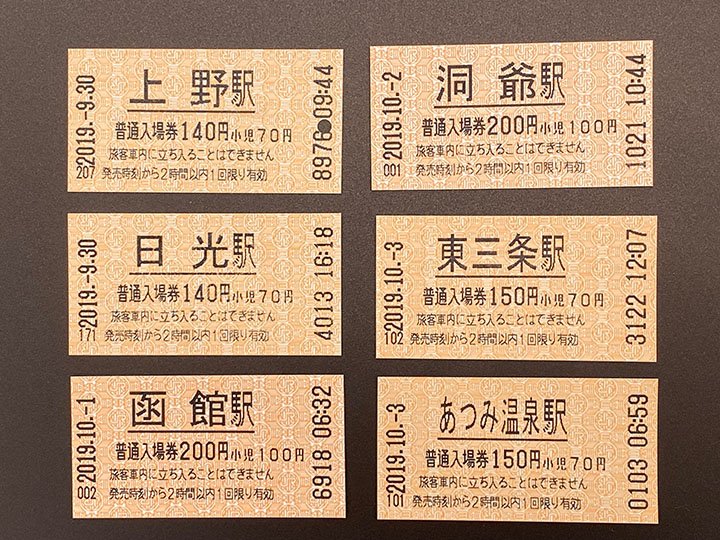 2019.-9.30
上野駅
普通入場券140円小児70円
旅客車内に立ち入ることはできません
207 発売時刻から2時間以内1回限り有効
09:44
2019.10.-2
洞爺駅
普通入場券200円小児100円
旅客車内に立ち入ることはできません
001 発売時刻から2時間以内1回限り有効
1021 10:44
2019.-9.30
日光駅
普通入場券140円小児70円
旅客車内に立ち入ることはできません
171 発売時刻から2時間以内1回限り有効
4013 16:18
2019.10.-3
東三条駅
普通入場券150円小児70円
旅客車内に立ち入ることはできません
102 発売時刻から2時間以内1回限り有効
3122 12:07
2019.10.-1
函館駅
普通入場券200円小児100円
旅客車内に立ち入ることはできません
002 発売時刻から2時間以内1回限り有効
6918 06:32
2019.10.-3
あつみ温泉駅
普通入場券150円小児70円
旅客車内に立ち入ることはできません
101 発売時刻から2時間以内1回限り有効
0103 06:59